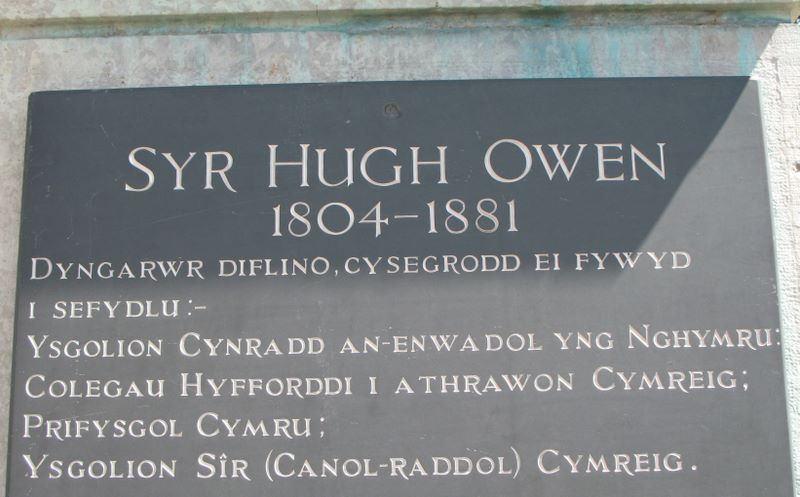 SYR HUGH OWEN
1804-1881
DYNGARWR DIFLINO, CYSEGRODD EI FYWYD
I SEFYDLU:-
YSGOLION CYNRADD AN-ENWADOL YNG NGHYMRU:
COLEGAU HYFFORDDI I ATHRAWON CYMREIG;
PRIFYSGOL CYMRU;
YSGOLION SÎR (CANOL-RADDOL) CYMREIG.